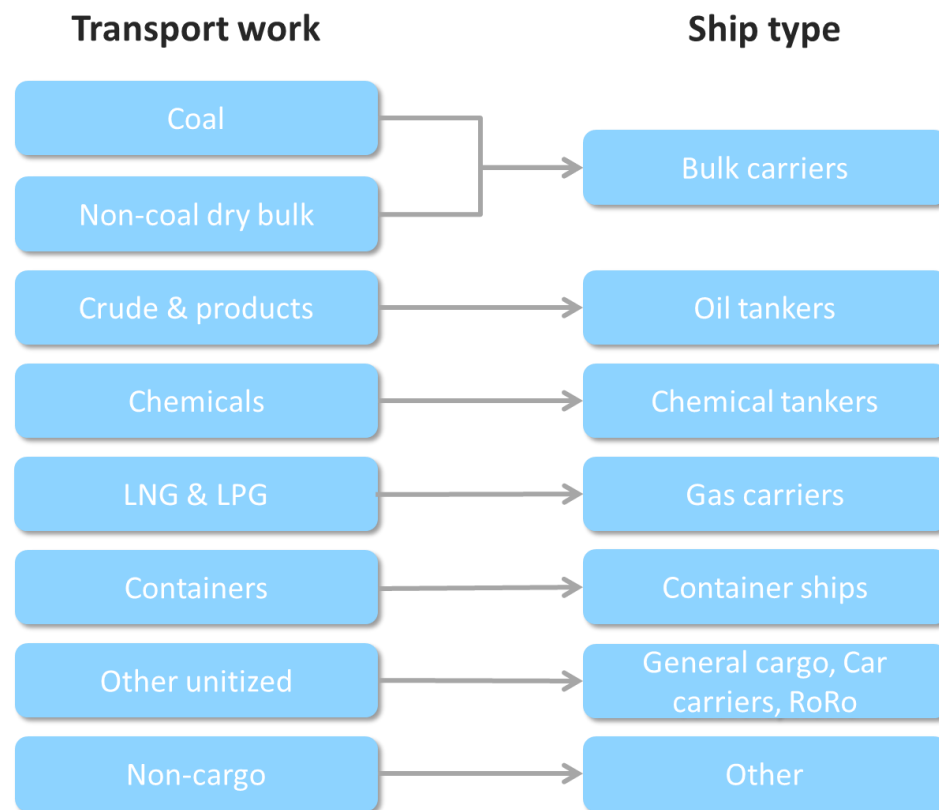 Transport work
Ship type
Coal
Bulk carriers
Non-coal dry bulk
Crude & products
Oil tankers
Chemicals
Chemical tankers
LNG & LPG
Gas carriers
Containers
Container ships
Other unitized
General cargo, Car
carriers, RoRo
Non-cargo
Other